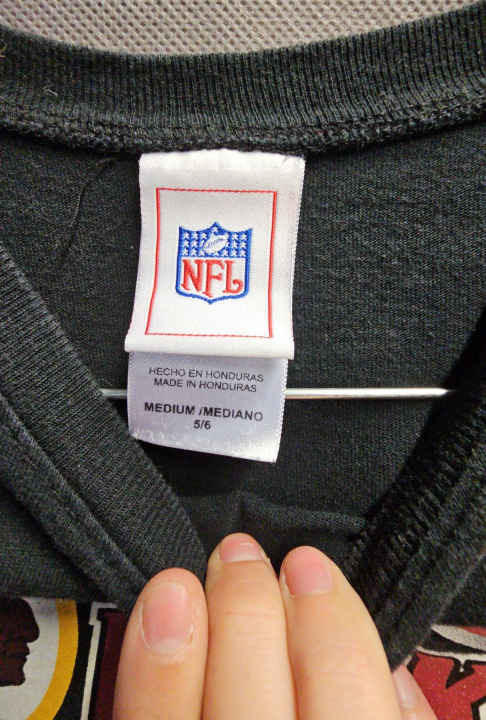 NFL
HECHO EN HONDURAS
MADE IN HONDURAS
MEDIUM /MEDIANO
5/6